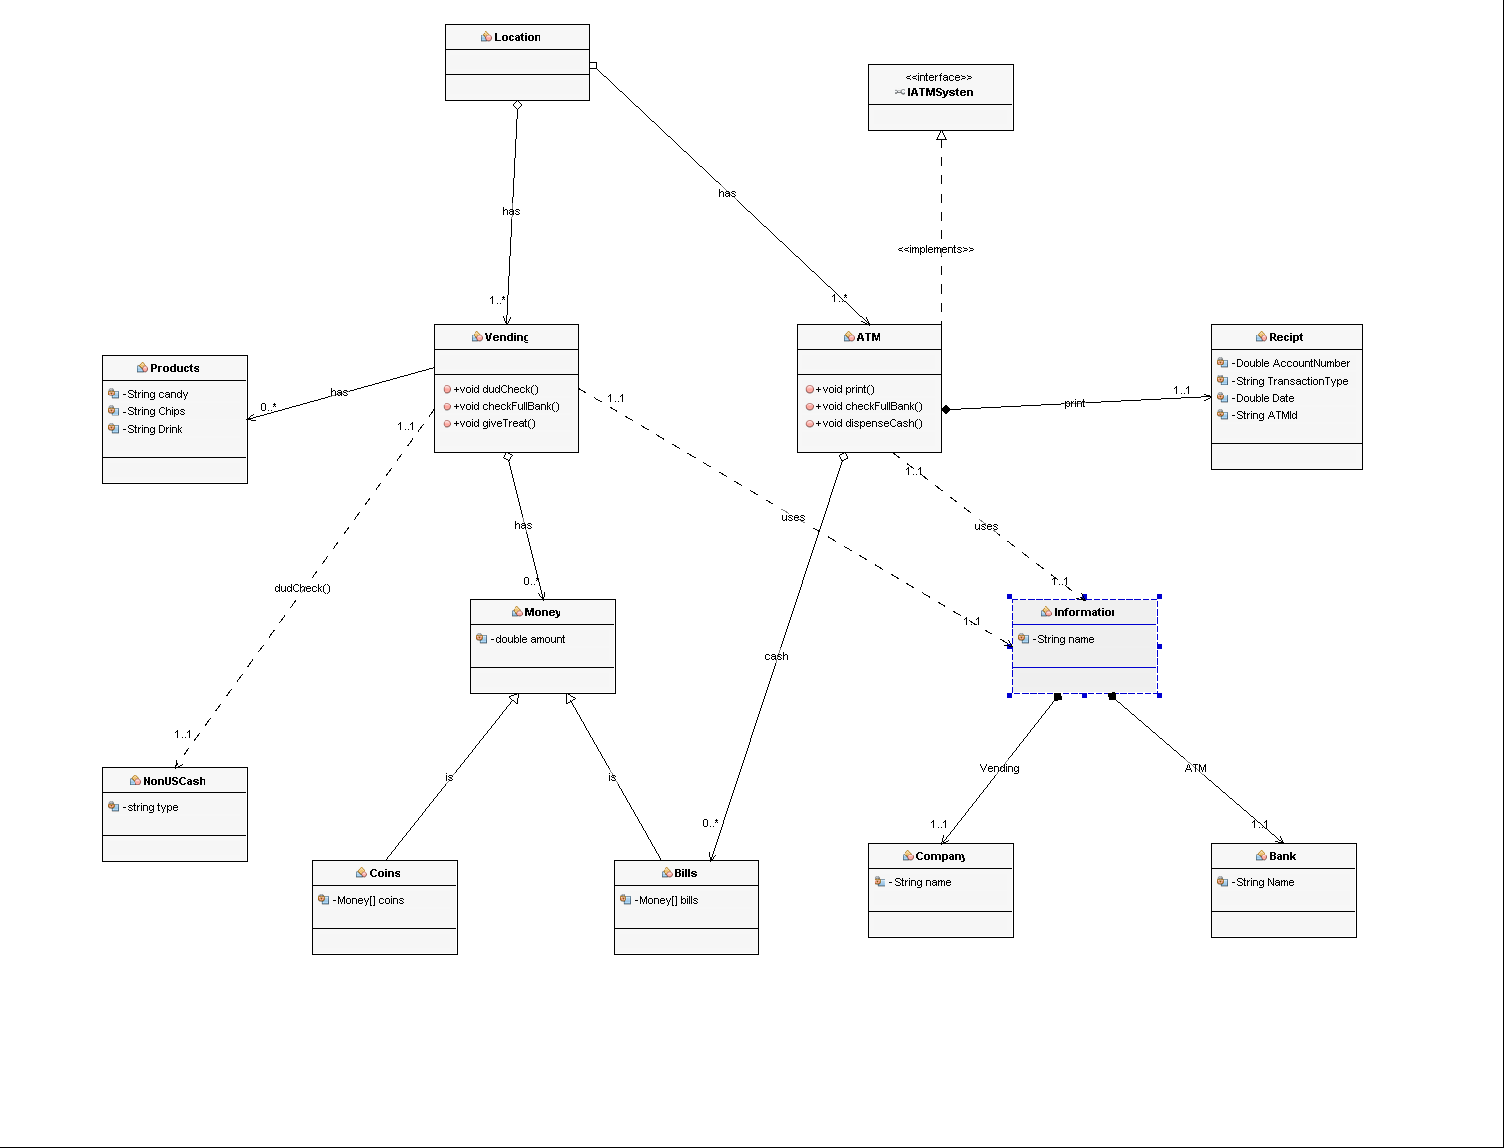 Location
<<interface>>
IATMSysten
has
has
<<implements>>
1..*
1..*
Vending
+void dudCheck()
+void checkFullBank()
+void giveTreat()
ATM
+void print()
+void checkFullBank()
+void dispenseCash()
Recipt
-Double AccountNumber
-String TransactionType
-Double Date
-String ATMId
Products
-String candy
-String Chips
-String Drink
has
0..*
1..1
1..1
print
1..1
1..1
has
uses
uses
dudCheck()
0..*
1..1
1..1
Money
-double amount
Information
-String name
cash
1..1
NonUSCash
-string type
is
is
Vending
ATM
0..*
1..1
1..1
Coins
-Money[] coins
Bills
-Money[] bills
Company
- String name
Bank
-String Name